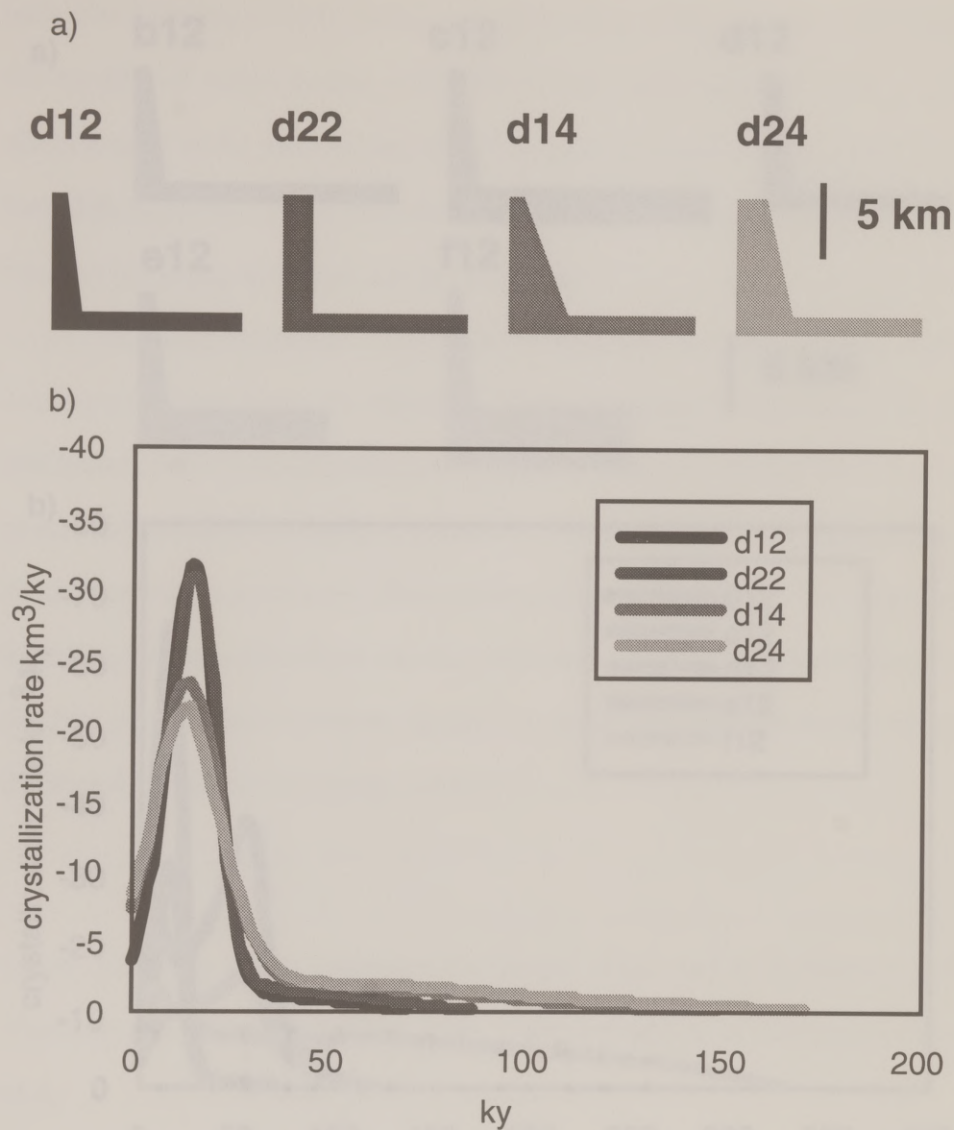 a)
d12 d22 d14 d24
5 km
b)
crystallization rate km³/ky
-40
-35
-30
-25
-20
-15
-10
-5
0
d12
d22
d14
d24
0 50 100 150 200
ky